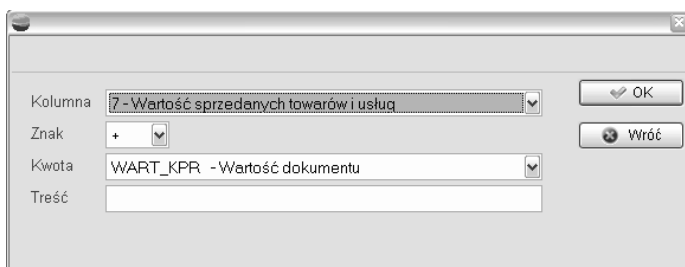 Kolumna 7 - Wartość sprzedanych towarów i usług OK
Znak + Wróć
Kwota WART_KPR - Wartość dokumentu
Treść